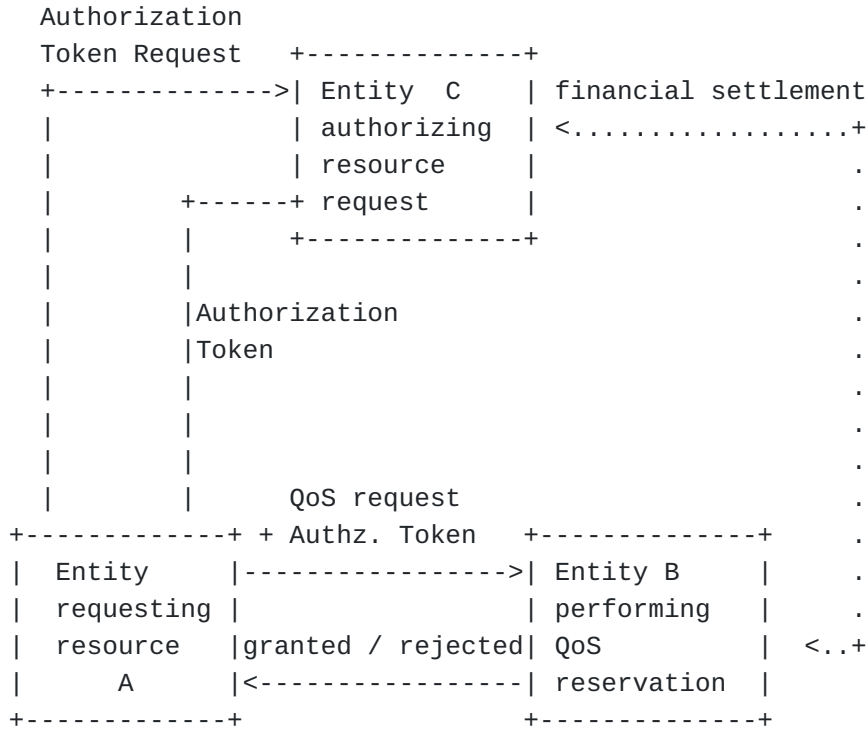 Authorization
Token Request   +--------------+
+-------------->| Entity  C    | financial settlement
|               | authorizing  | <..................+
|               | resource     |                    .
|        +------+ request      |                    .
|        |      +--------------+                    .
|        |                                          .
|        |Authorization                             .
|        |Token                                     .
|        |                                          .
|        |                                          .
|        |                                          .
|        |      QoS request                         .
+-------------+ + Authz. Token   +--------------+     .
|  Entity     |----------------->| Entity B     |     .
|  requesting |                  | performing   |     .
|  resource   |granted / rejected| QoS          |  <..+
|      A      |<-----------------| reservation  |
+-------------+                  +--------------+